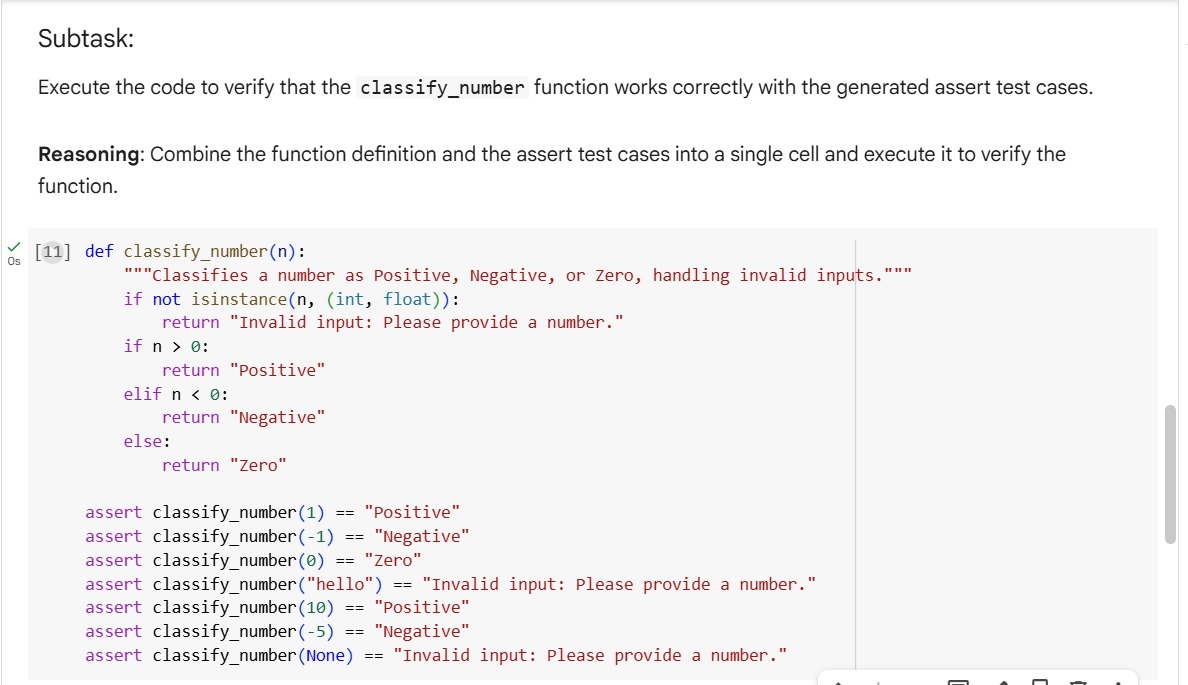 Subtask:
Execute the code to verify that the classify_number function works correctly with the generated assert test cases.
Reasoning: Combine the function definition and the assert test cases into a single cell and execute it to verify the
function.
0s
[11] def classify_number(n):
    """Classifies a number as Positive, Negative, or Zero, handling invalid inputs."""
    if not isinstance(n, (int, float)):
        return "Invalid input: Please provide a number."
    if n > 0:
        return "Positive"
    elif n < 0:
        return "Negative"
    else:
        return "Zero"
assert classify_number(1) == "Positive"
assert classify_number(-1) == "Negative"
assert classify_number(0) == "Zero"
assert classify_number("hello") == "Invalid input: Please provide a number."
assert classify_number(10) == "Positive"
assert classify_number(-5) == "Negative"
assert classify_number(None) == "Invalid input: Please provide a number."